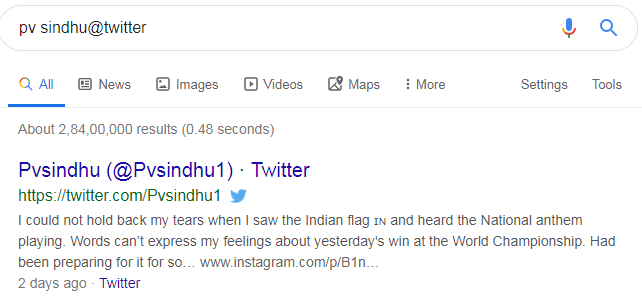 pv sindhu@twitter
All News Images Videos Maps More Settings Tools
About 2,84,00,000 results (0.48 seconds)
Pvsindhu (@Pvsindhu1) · Twitter
https://twitter.com/Pvsindhu1
I could not hold back my tears when I saw the Indian flag ɪɴ and heard the National anthem
playing. Words can’t express my feelings about yesterday's win at the World Championship. Had
been preparing for it for so… www.instagram.com/p/B1n…
2 days ago · Twitter